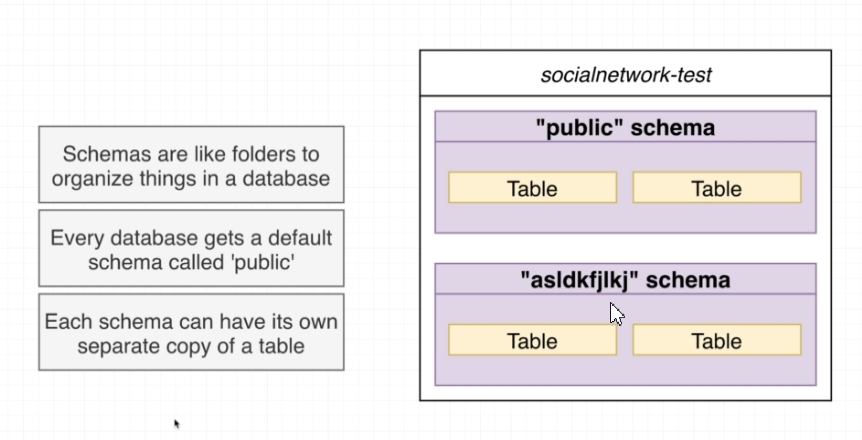 Schemas are like folders to
organize things in a database
Every database gets a default
schema called 'public'
Each schema can have its own
separate copy of a table
socialnetwork-test
"public" schema
Table Table
"asldkfjlkj" schema
Table Table